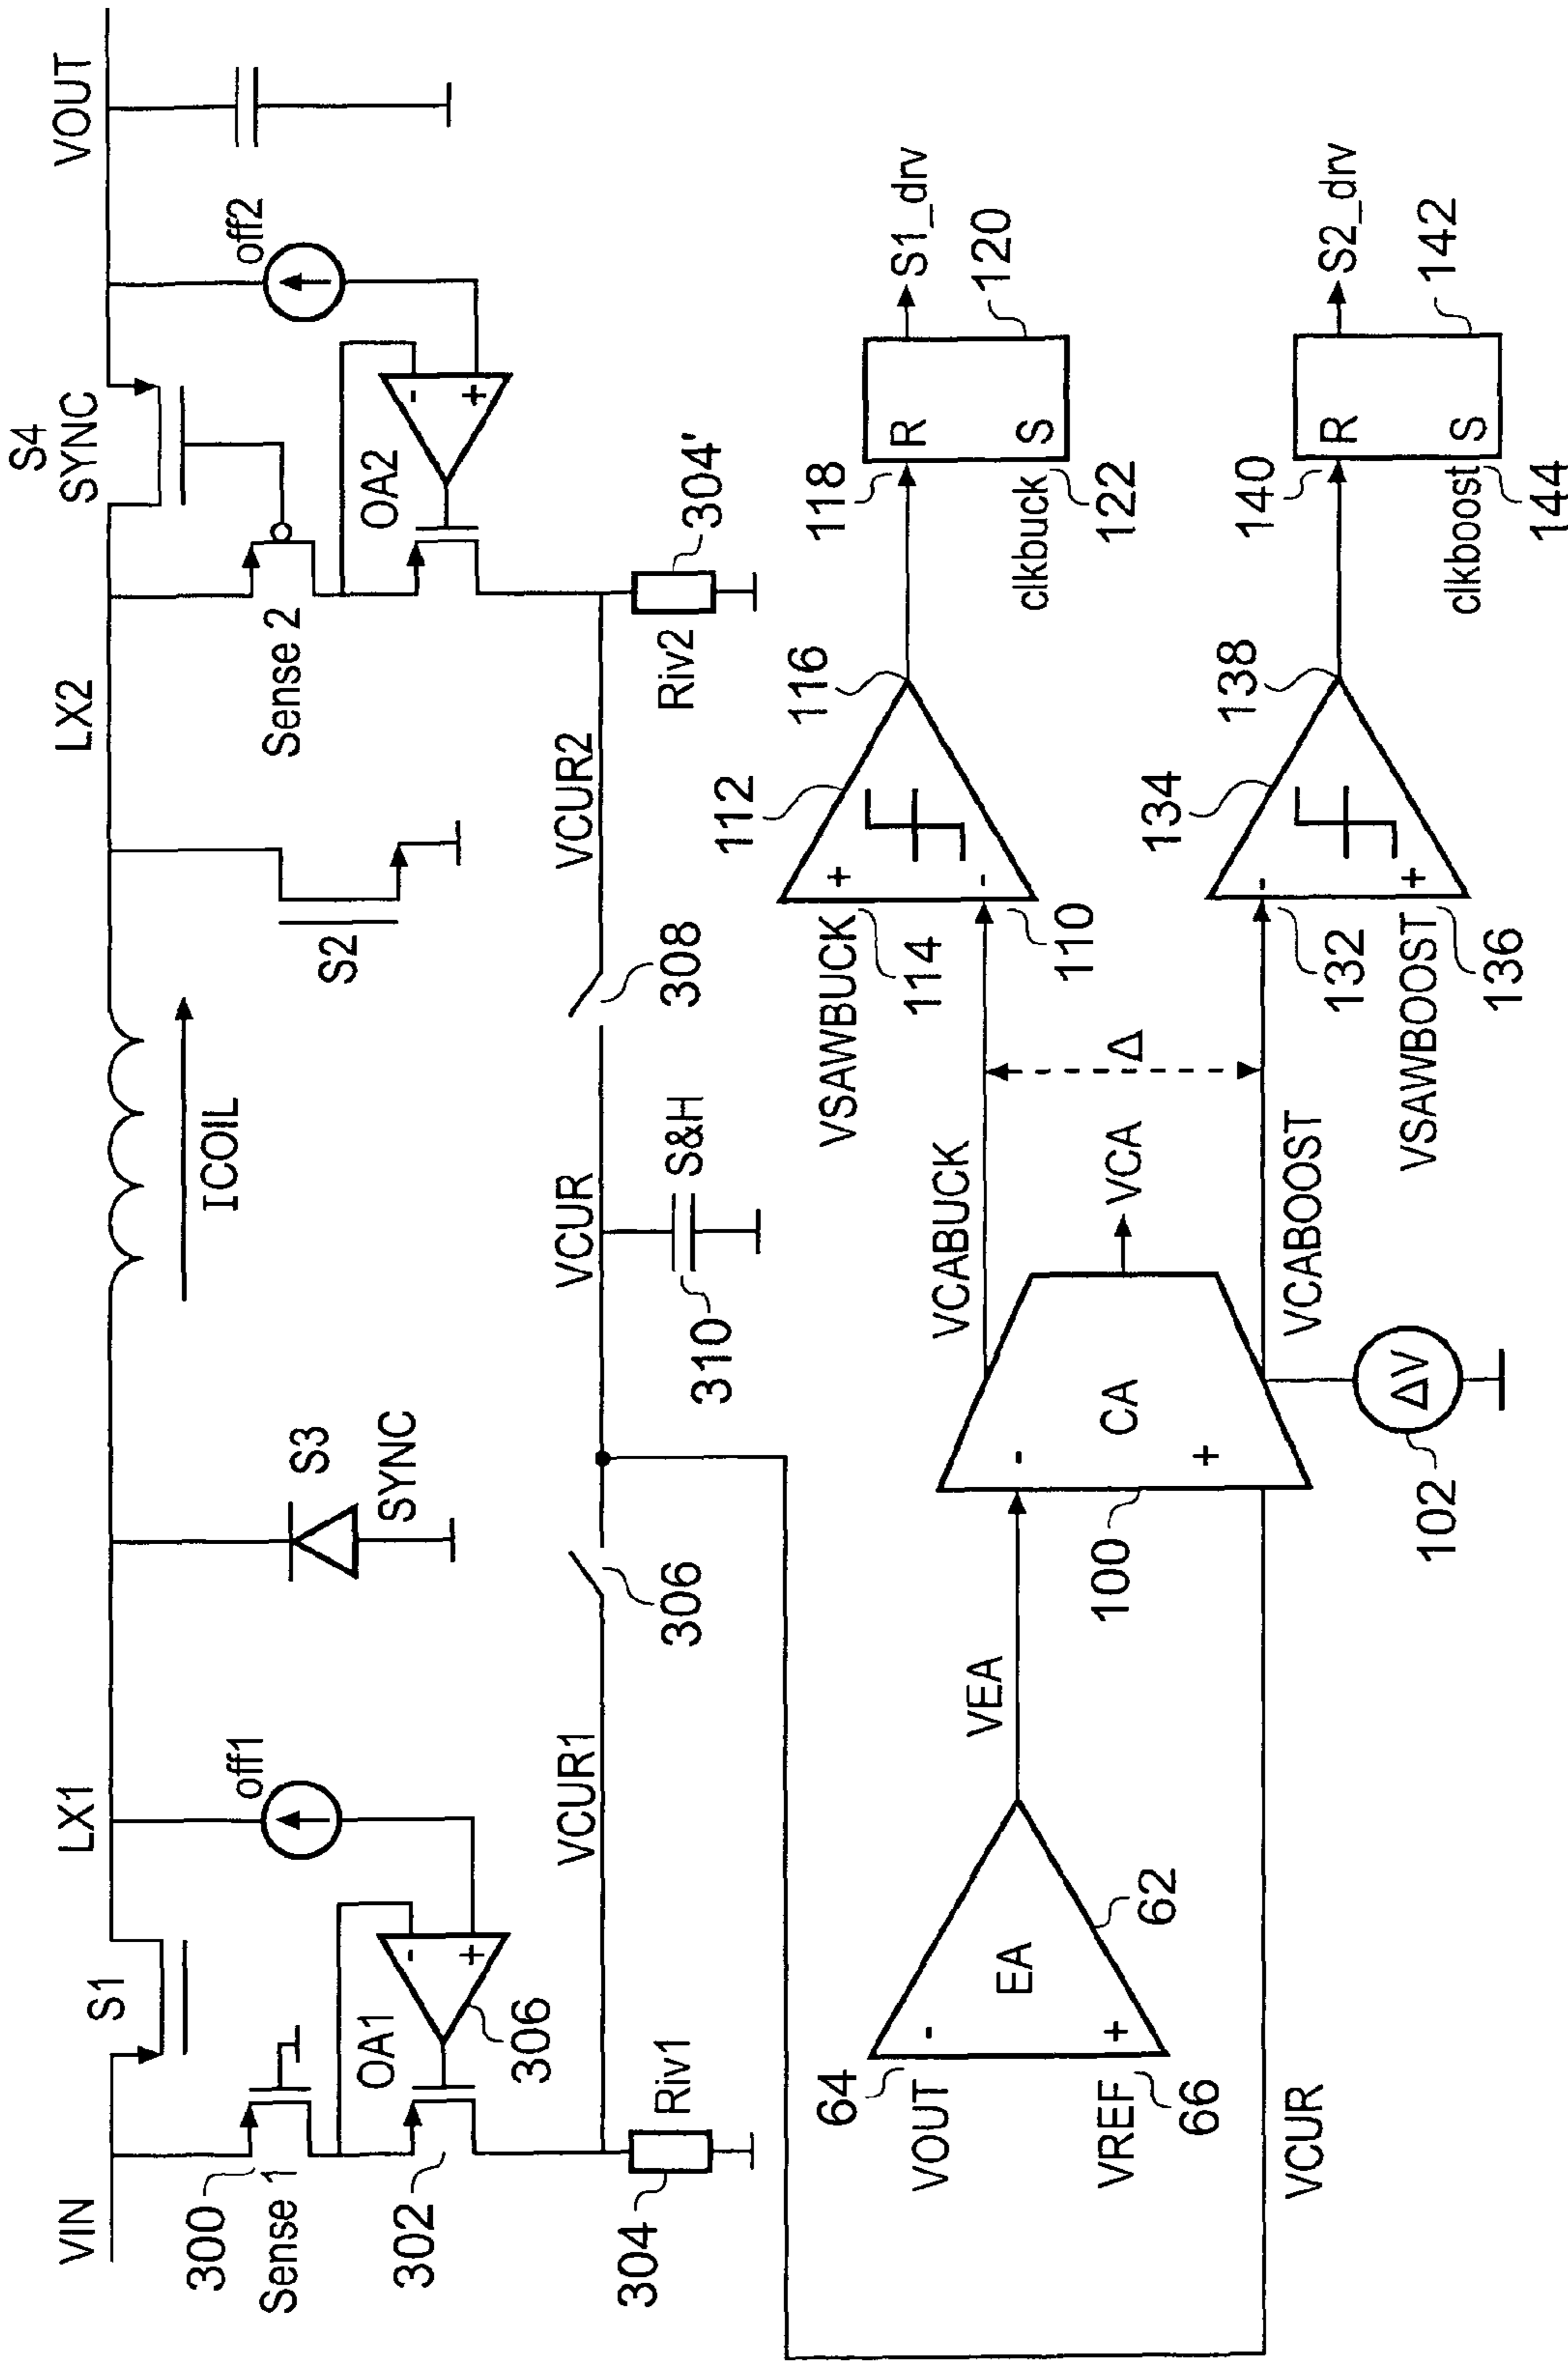 VIN
S1
LX1
off1
S3
SYNC
ICOIL
S2
LX2
S4
SYNC
off2
VOUT
300
Sense 1
302
OA1
306
304
Riv1
VCUR1
306
VCUR
310
S&H
308
VCUR2
Sense 2
OA2
Riv2
304'
64
VOUT
-
EA
+
VREF
66
62
VEA
VCUR
100
-
CA
+
VCA
102
ΔV
VCABUCK
VCABOOST
Δ
VSAWBUCK
114
110
+
-
112
116
118
R
S
clkbuck
122
120
S1_drv
132
VSAWBOOST
136
-
+
134
138
140
R
S
clkboost
144
142
S2_drv